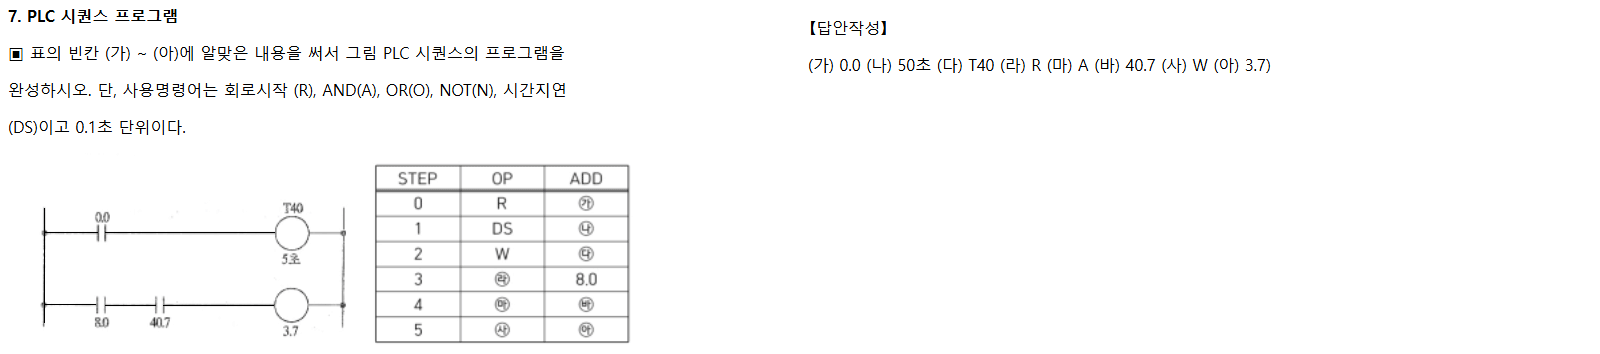 7. PLC 시퀀스 프로그램
▣ 표의 빈칸 (가) ~ (아)에 알맞은 내용을 써서 그림 PLC 시퀀스의 프로그램을
완성하시오. 단, 사용명령어는 회로시작 (R), AND(A), OR(O), NOT(N), 시간지연
(DS)이고 0.1초 단위이다.
0.0
T40
5초
8.0
40.7
3.7
STEP OP ADD
0 R ㉮
1 DS ㉯
2 W ㉰
3 ㉱ 8.0
4 ㉲ ㉳
5 ㉴ ㉵
【답안작성】
(가) 0.0 (나) 50초 (다) T40 (라) R (마) A (바) 40.7 (사) W (아) 3.7)